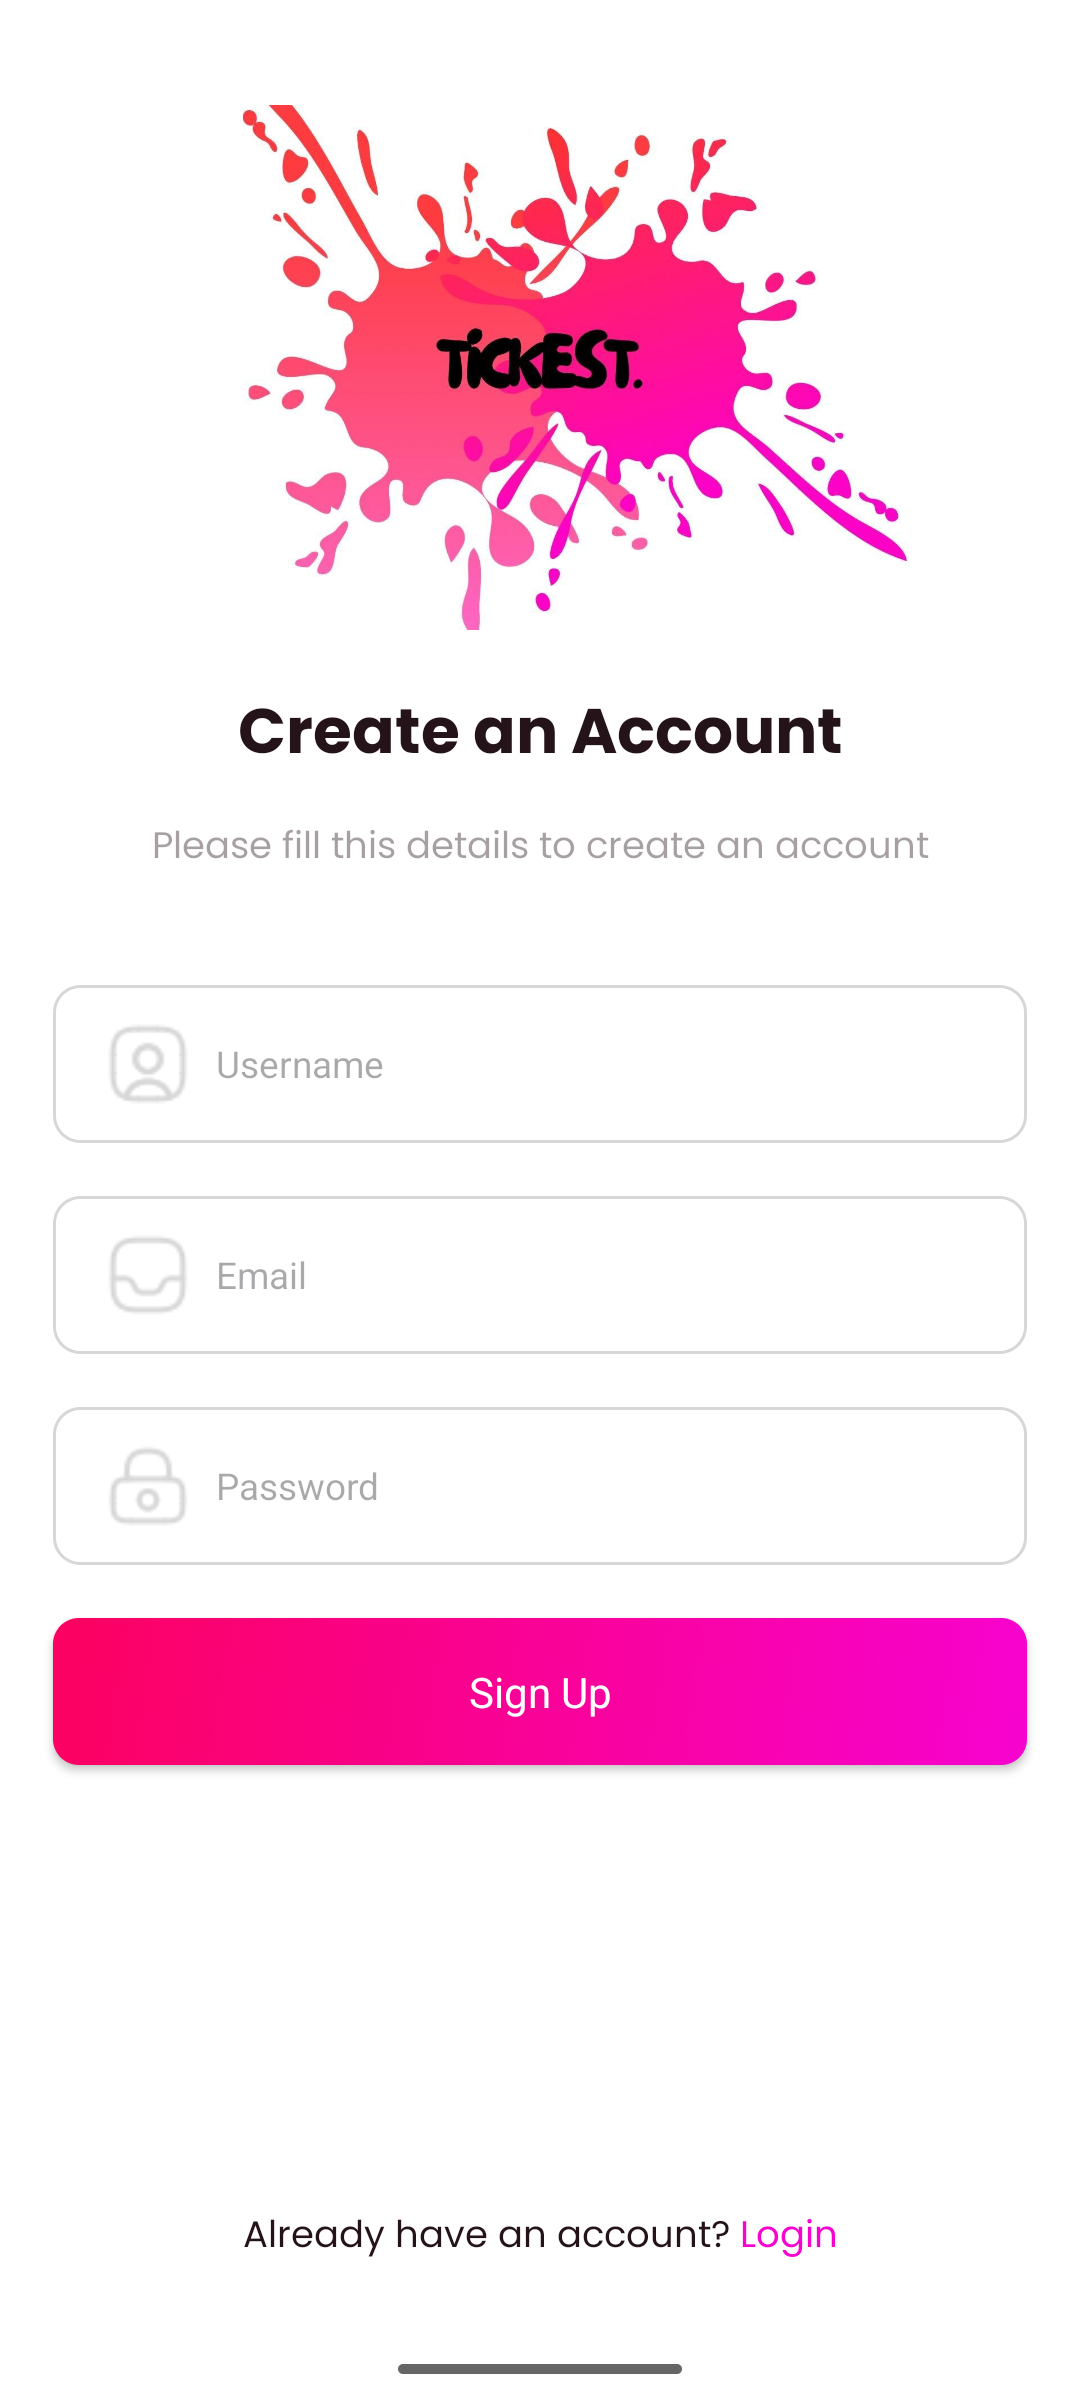 TiCKEST.
Create an Account
Please fill this details to create an account
Username
Email
Password
Sign Up
Already have an account? Login